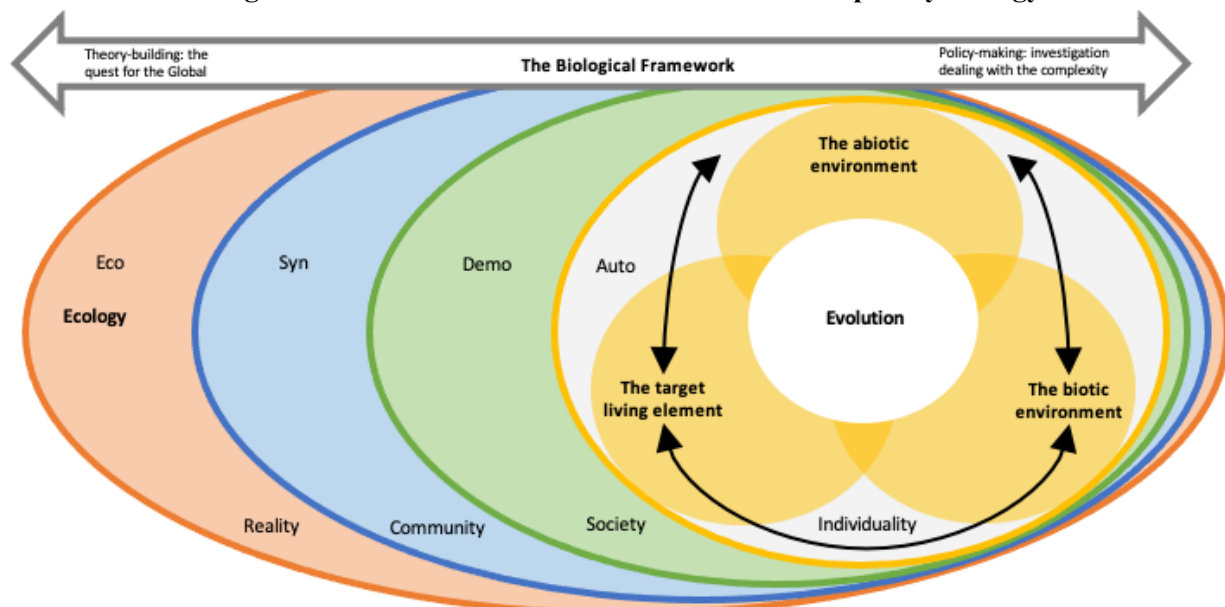 Theory-building: the
quest for the Global
The Biological Framework
Policy-making: investigation
dealing with the complexity
The abiotic
environment
Eco
Syn
Demo
Auto
Ecology
Evolution
The target
living element
The biotic
environment
Reality
Community
Society
Individuality